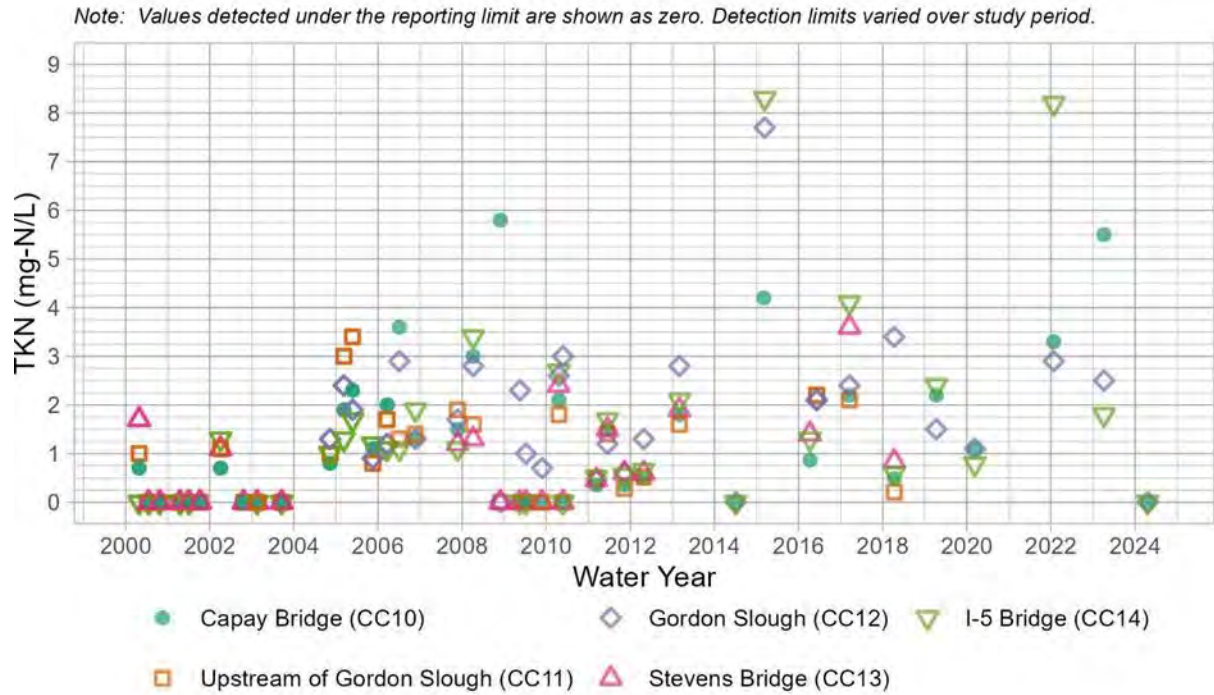 Note: Values detected under the reporting limit are shown as zero. Detection limits varied over study period.
9
8
7
6
5
4
3
2
1
0
TKN (mg-N/L)
2000 2002 2004 2006 2008 2010 2012 2014 2016 2018 2020 2022 2024
Water Year
Capay Bridge (CC10) Gordon Slough (CC12) I-5 Bridge (CC14)
Upstream of Gordon Slough (CC11) Stevens Bridge (CC13)